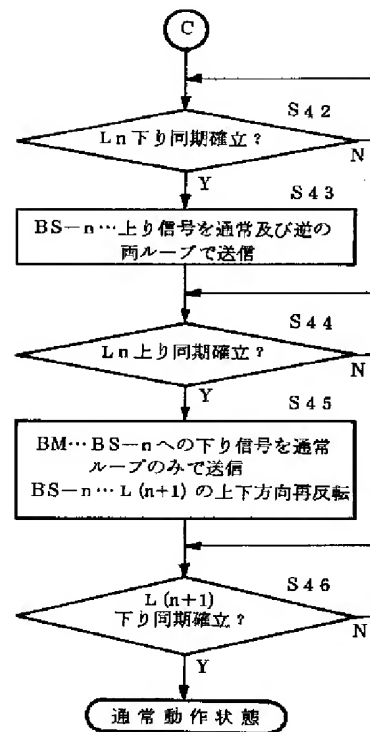 C
S42
Ln下り同期確立?
N
Y
S43
BS−n…上り信号を通常及び逆の
両ループで送信
S44
Ln上り同期確立?
N
Y
S45
BM…BS−nへの下り信号を通常
ループのみで送信
BS−n…L(n+1)の上下方向再反転
S46
L(n+1)
下り同期確立?
N
Y
通常動作状態